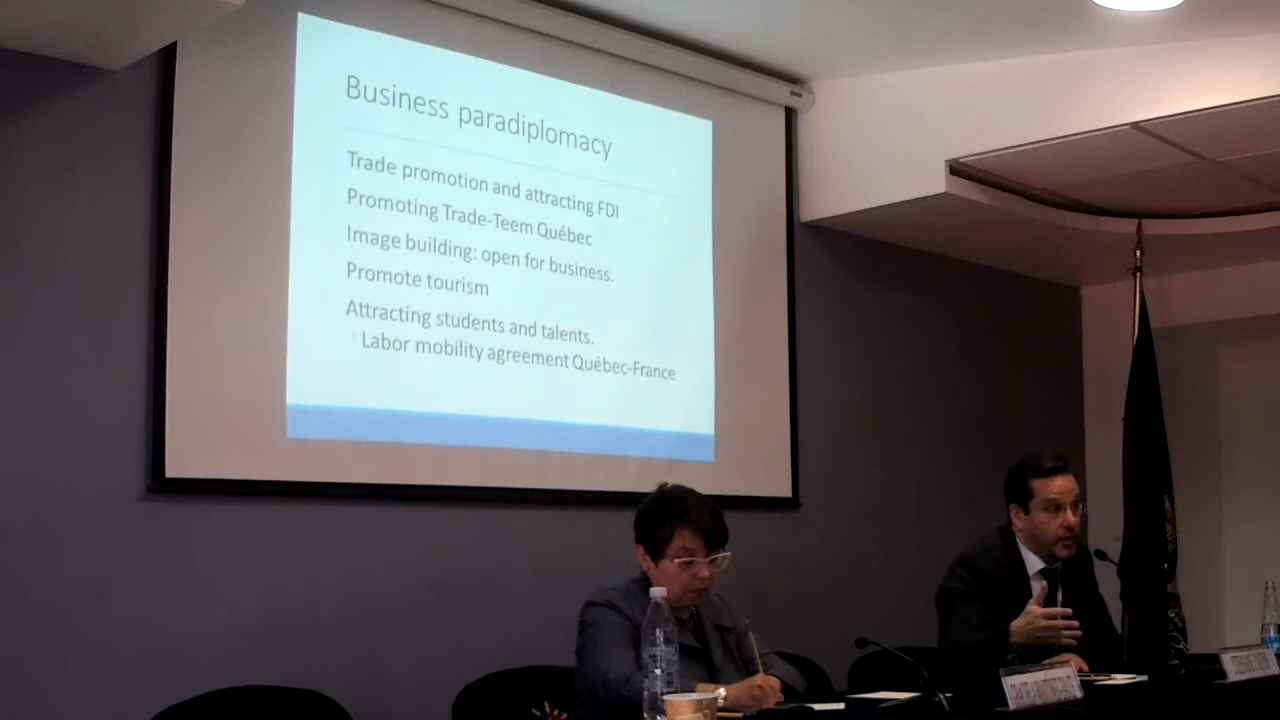 Business paradiplomacy
Trade promotion and attracting FDI
Promoting Trade-Teem Québec
Image building: open for business.
Promote tourism
Attracting students and talents.
Labor mobility agreement Québec-France